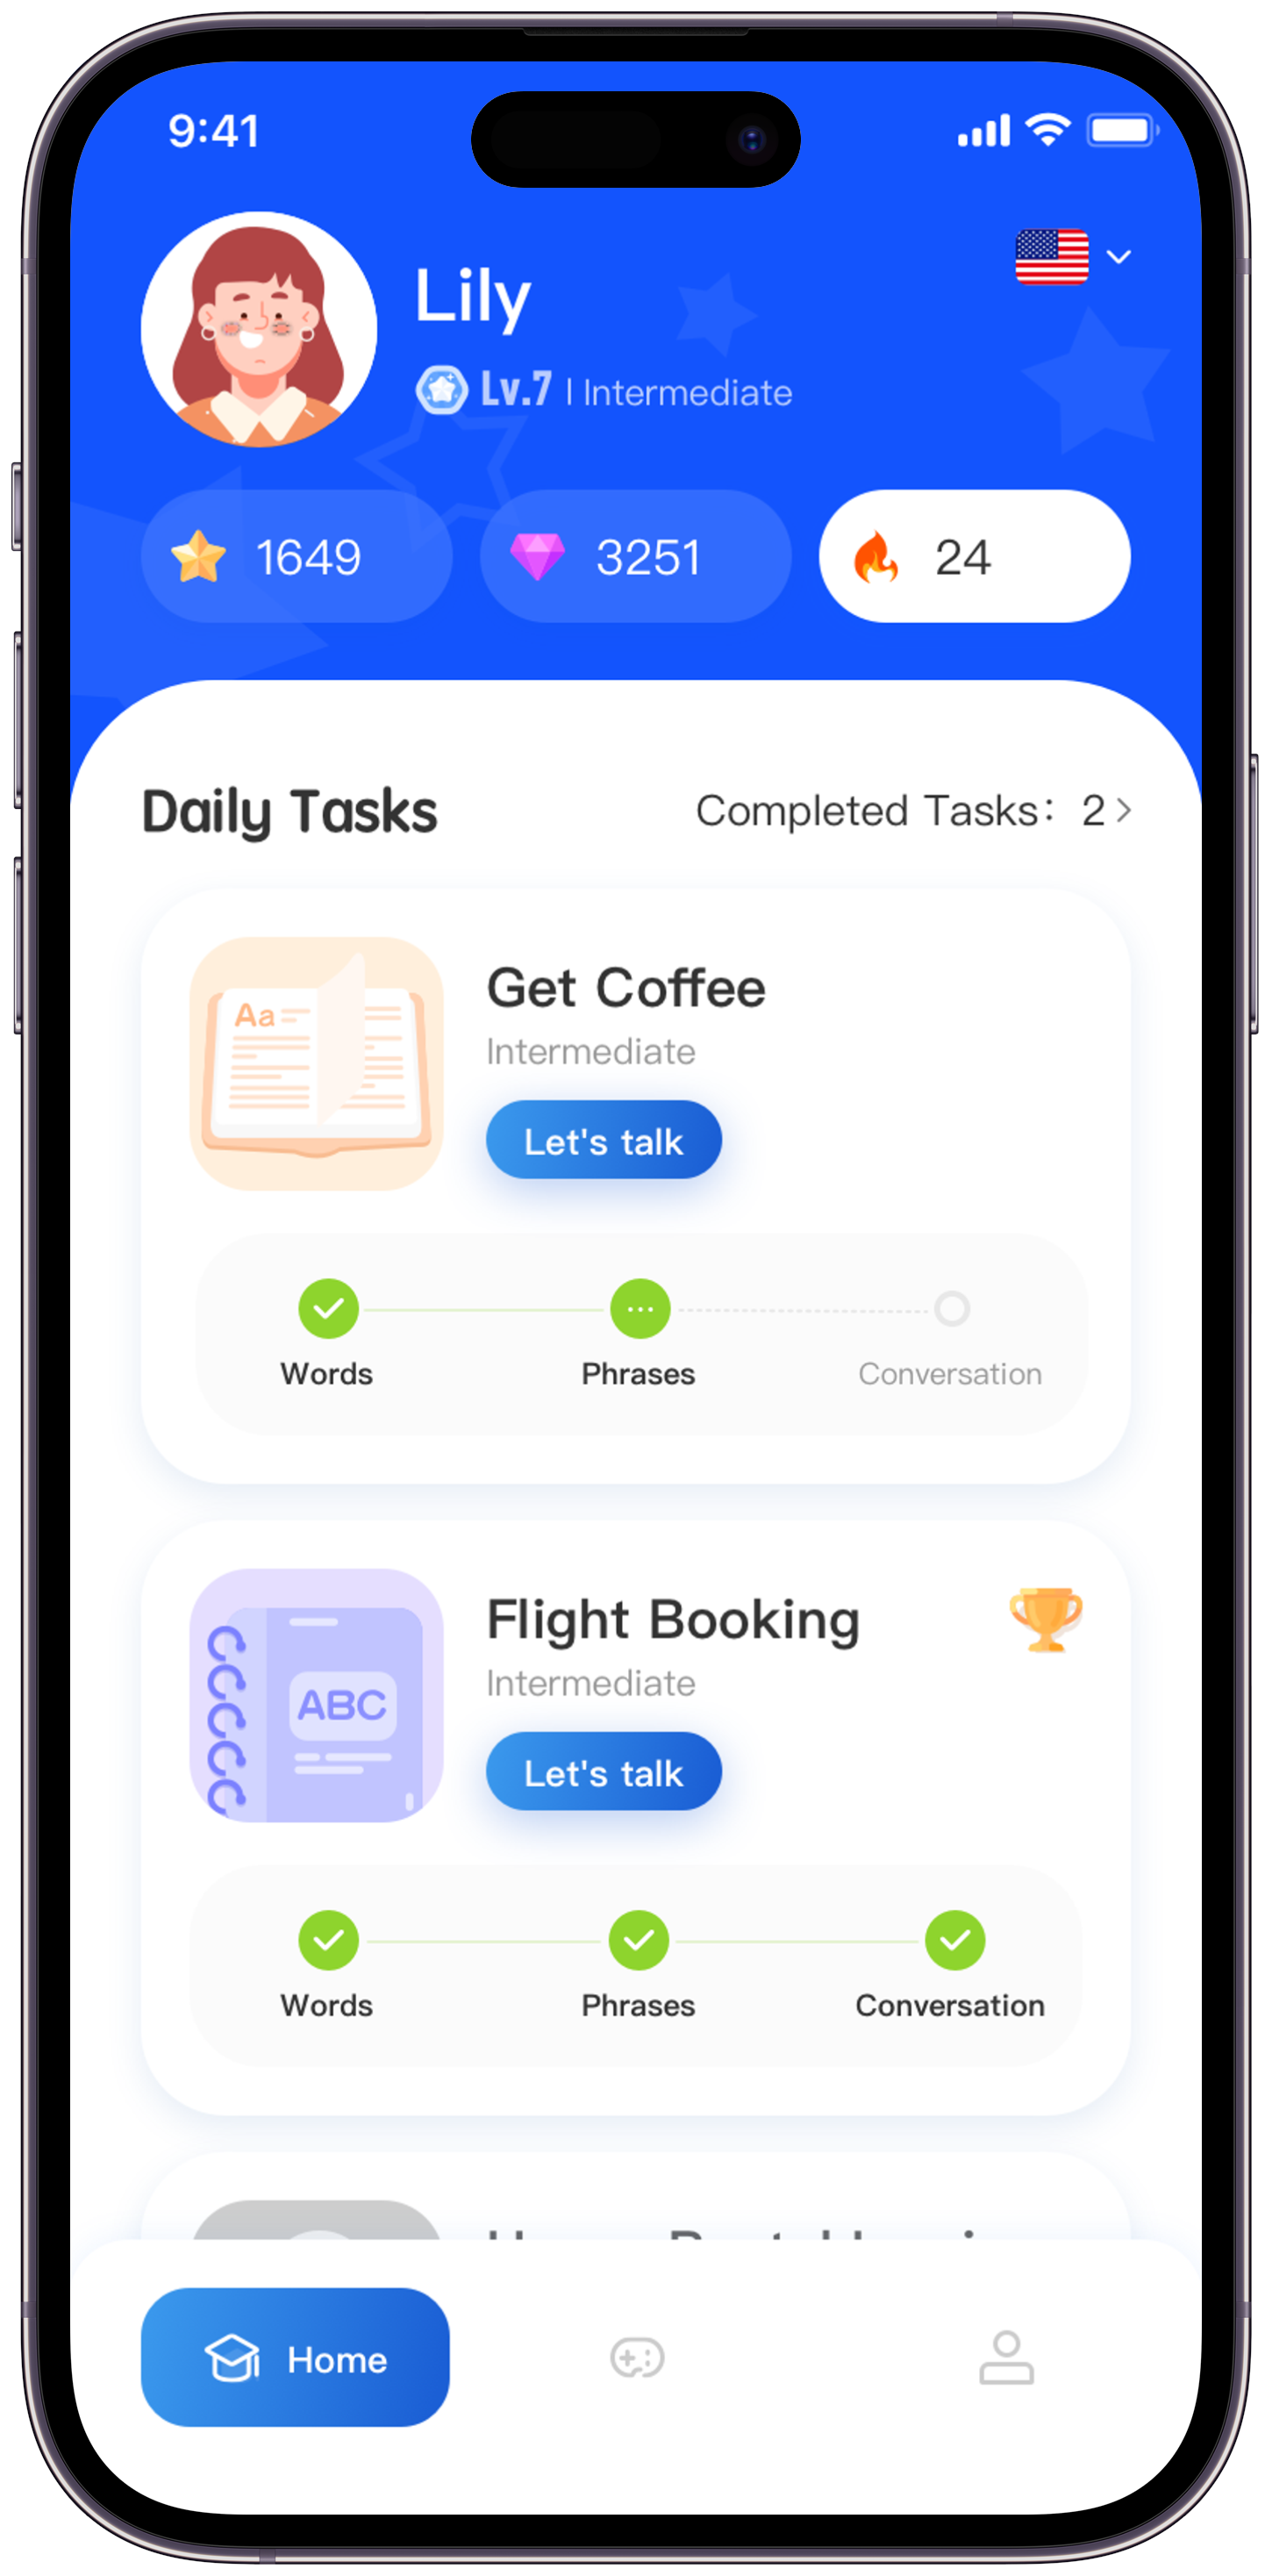 9:41
Lily
Lv.7 | Intermediate
1649
3251
24
Daily Tasks
Completed Tasks: 2
Aa
Get Coffee
Intermediate
Let's talk
Words
Phrases
Conversation
Flight Booking
Intermediate
ABC
Let's talk
Words
Phrases
Conversation
Home